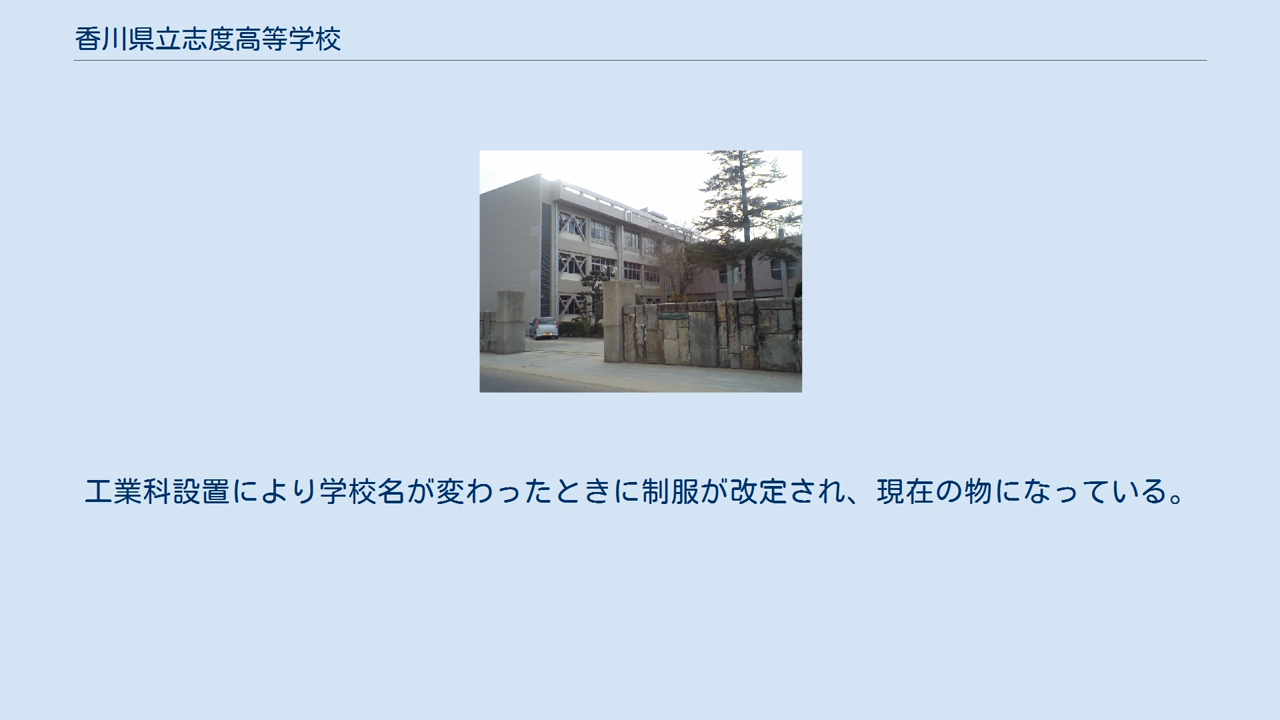 香川県立志度高等学校
工業科設置により学校名が変わったときに制服が改定され、現在の物になっている。